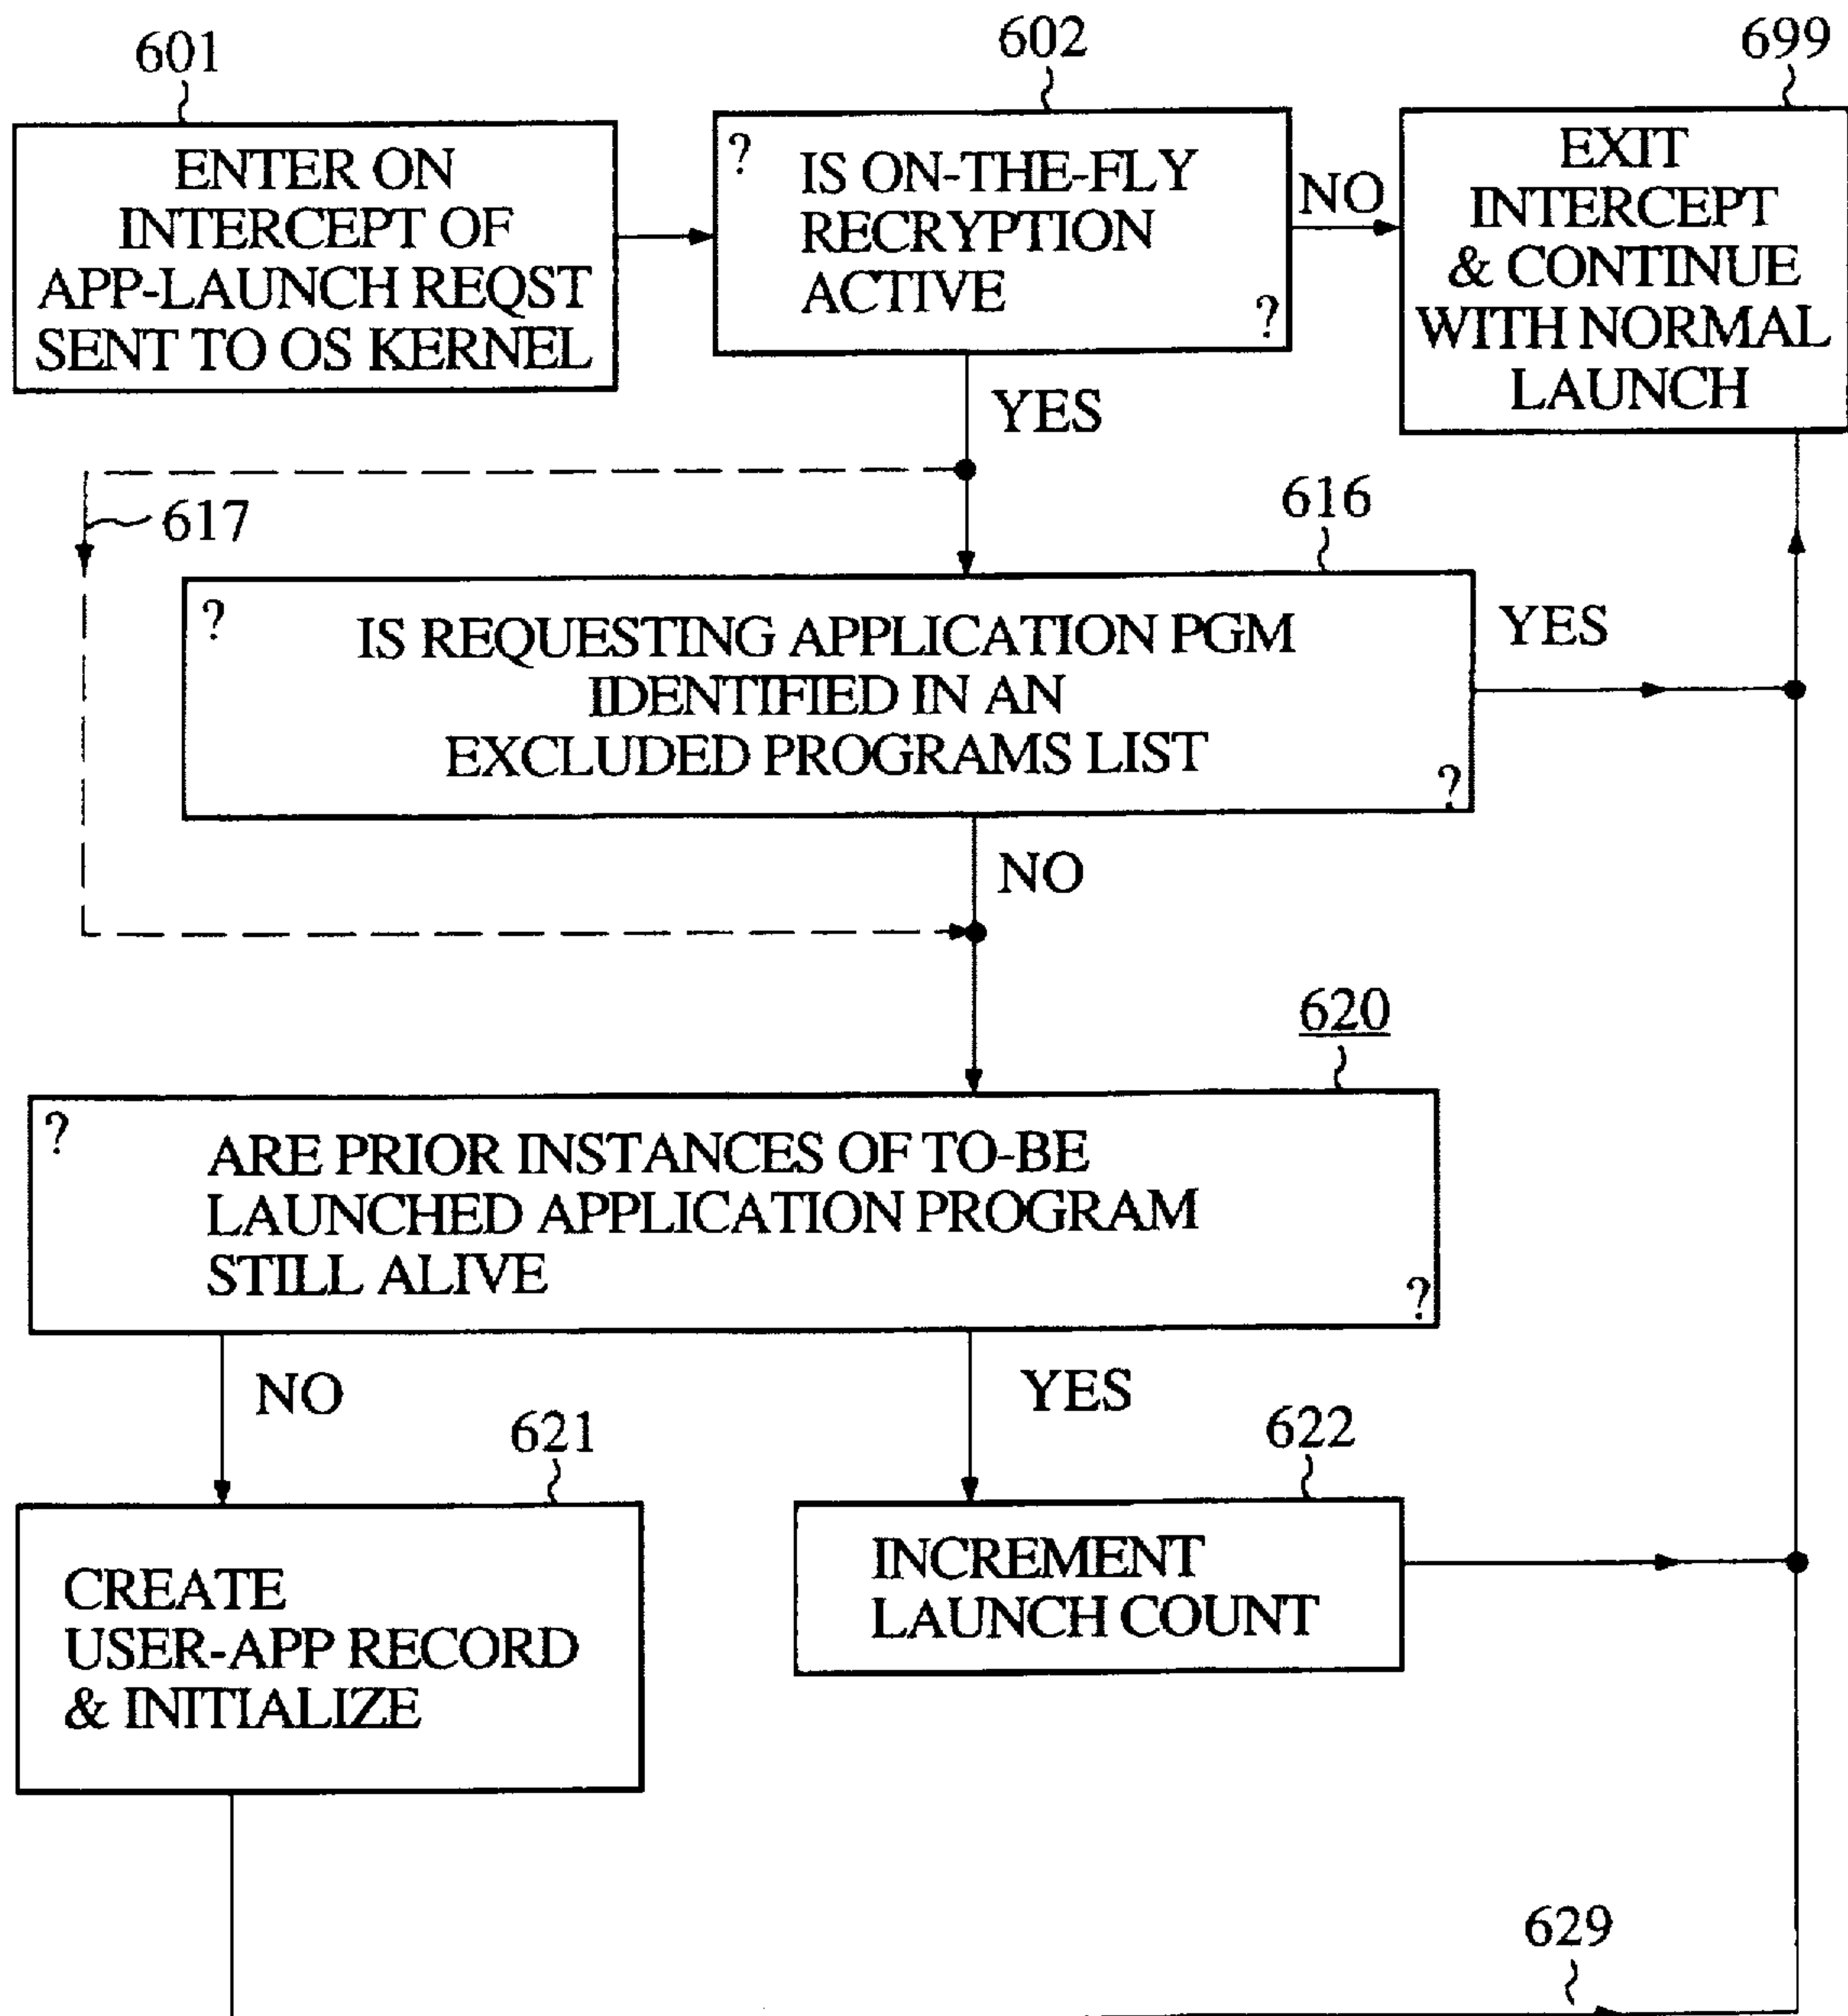 601
602
699
ENTER ON
INTERCEPT OF
APP-LAUNCH REQST
SENT TO OS KERNEL
?
IS ON-THE-FLY
RECRYPTION
ACTIVE
?
NO
EXIT
INTERCEPT
& CONTINUE
WITH NORMAL
LAUNCH
YES
617
616
?
IS REQUESTING APPLICATION PGM
IDENTIFIED IN AN
EXCLUDED PROGRAMS LIST
?
YES
NO
620
?
ARE PRIOR INSTANCES OF TO-BE
LAUNCHED APPLICATION PROGRAM
STILL ALIVE
?
NO
YES
621
622
CREATE
USER-APP RECORD
& INITIALIZE
INCREMENT
LAUNCH COUNT
629